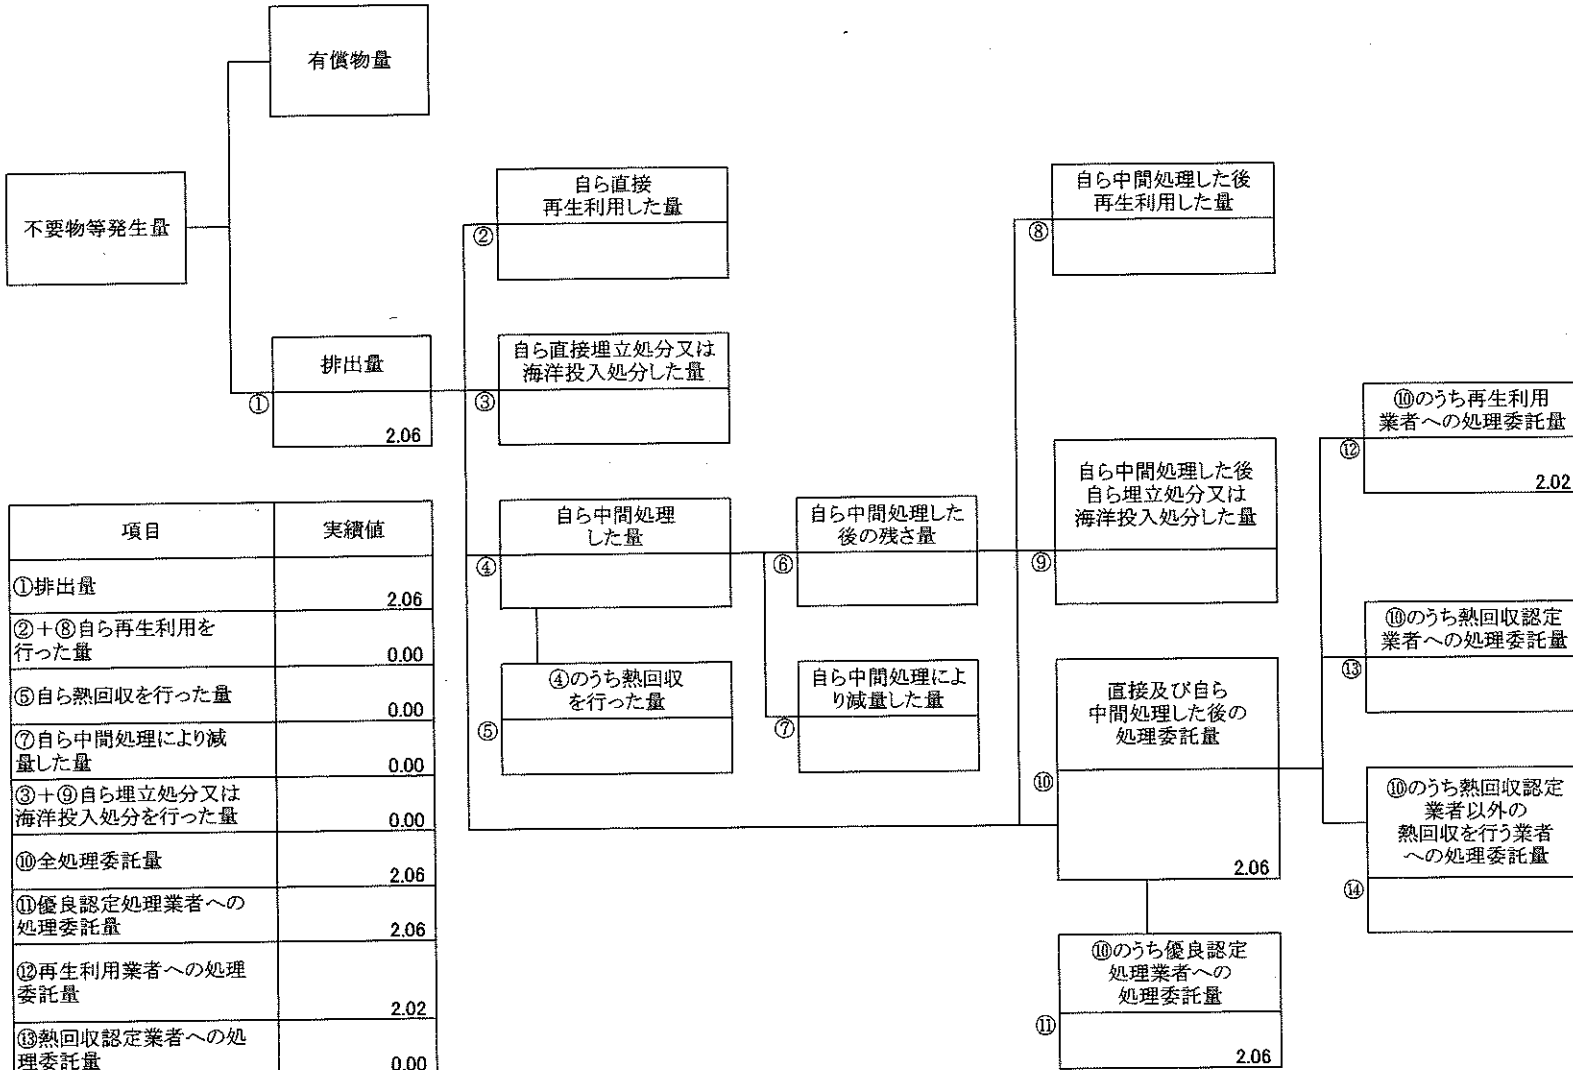 有償物量
不要物等発生量
排出量
①
2.06
自ら直接
再生利用した量
②
自ら直接埋立処分又は
海洋投入処分した量
③
自ら中間処理
した量
④
④のうち熱回収
を行った量
⑤
自ら中間処理した
後の残さ量
⑥
自ら中間処理によ
り減量した量
⑦
自ら中間処理した後
再生利用した量
⑧
自ら中間処理した後
自ら埋立処分又は
海洋投入処分した量
⑨
直接及び自ら
中間処理した後の
処理委託量
⑩
2.06
⑩のうち優良認定
処理業者への
処理委託量
⑪
2.06
⑩のうち再生利用
業者への処理委託量
⑫
2.02
⑩のうち熱回収認定
業者への処理委託量
⑬
⑩のうち熱回収認定
業者以外の
熱回収を行う業者
への処理委託量
⑭
項目 実績値
①排出量 2.06
②+⑧自ら再生利用を
行った量 0.00
⑤自ら熱回収を行った量 0.00
⑦自ら中間処理により減
量した量 0.00
③+⑨自ら埋立処分又は
海洋投入処分を行った量 0.00
⑩全処理委託量 2.06
⑪優良認定処理業者への
処理委託量 2.06
⑫再生利用業者への処理
委託量 2.02
⑬熱回収認定業者への処
理委託量 0.00